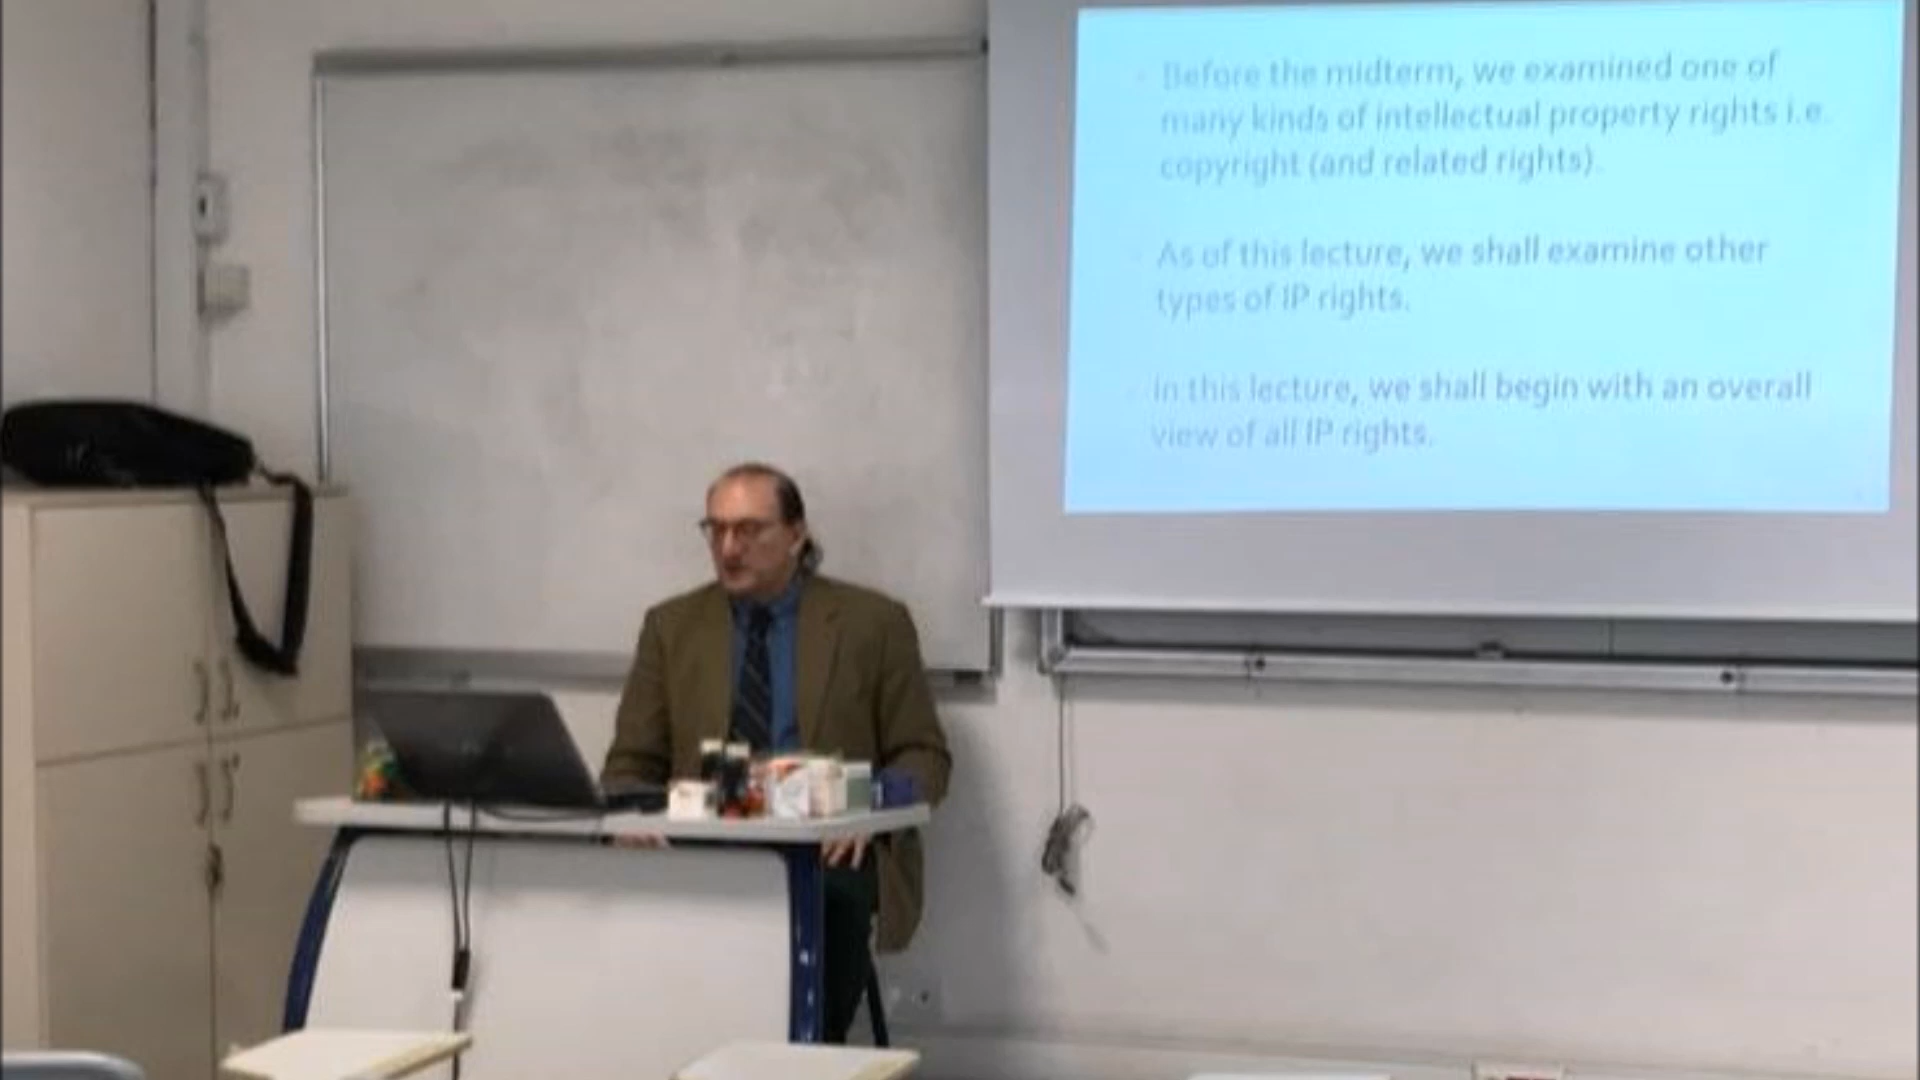 Before the midterm, we examined one of
many kinds of intellectual property rights i.e.
copyright (and related rights).
As of this lecture, we shall examine other
types of IP rights.
In this lecture, we shall begin with an overall
view of all IP rights.